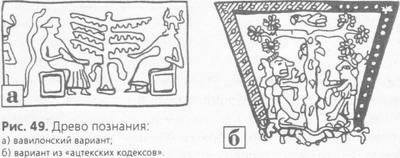 а
б
Рис. 49. Древо познания:
а) вавилонский вариант;
б) вариант из «ацтекских кодексов».